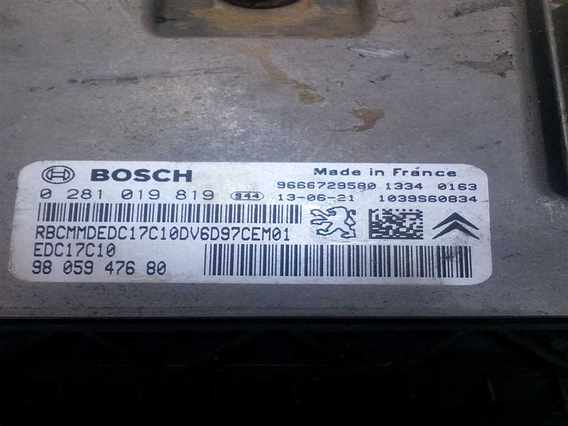 BOSCH
Made in France
0 281 019 819 944
9666729580 1334 0163
13-06-21 1039S60834
RBCMMDEDC17C10DV6D97CEM01
EDC17C10
98 059 476 80